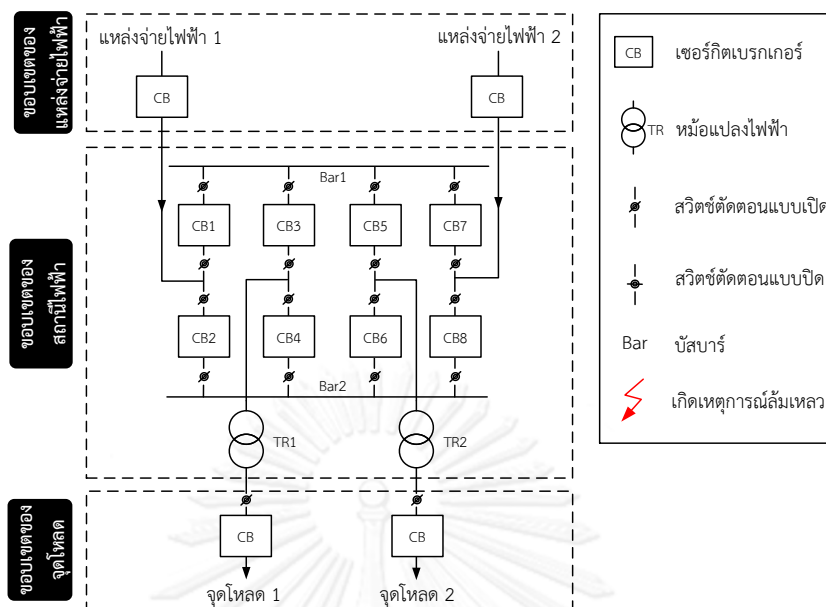 ขอบเขตของ
แหล่งจ่ายไฟฟ้า
แหล่งจ่ายไฟฟ้า 1
แหล่งจ่ายไฟฟ้า 2
CB
CB
ขอบเขตของ
สถานีไฟฟ้า
Bar1
CB1
CB3
CB5
CB7
CB2
CB4
CB6
CB8
Bar2
TR1
TR2
ขอบเขตของ
จุดโหลด
CB
CB
จุดโหลด 1
จุดโหลด 2
CB
เซอร์กิตเบรกเกอร์
TR
หม้อแปลงไฟฟ้า
สวิตช์ตัดตอนแบบเปิด
สวิตช์ตัดตอนแบบปิด
Bar
บัสบาร์
เกิดเหตุการณ์ล้มเหลว